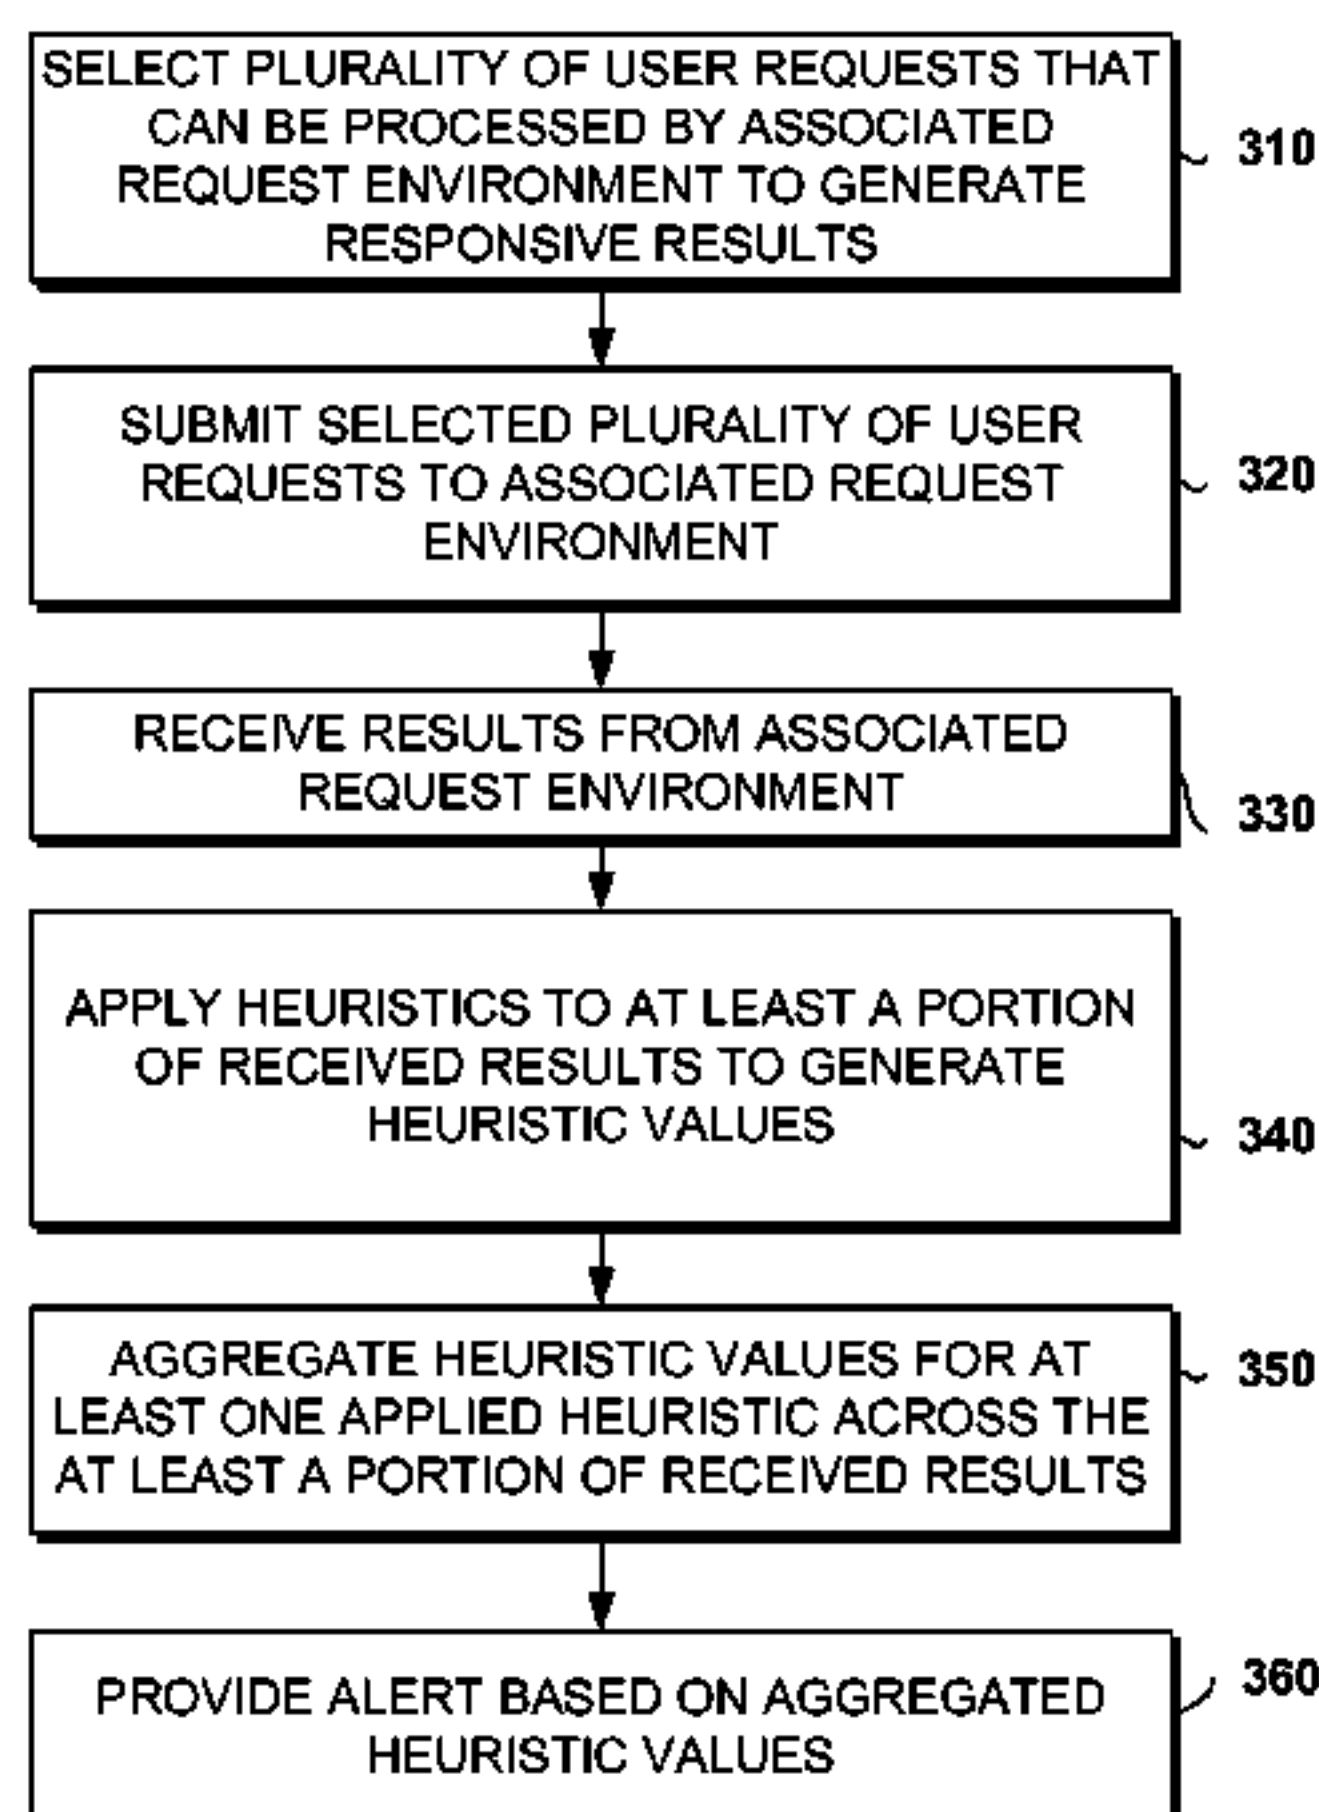 SELECT PLURALITY OF USER REQUESTS THAT
CAN BE PROCESSED BY ASSOCIATED
REQUEST ENVIRONMENT TO GENERATE
RESPONSIVE RESULTS
310
SUBMIT SELECTED PLURALITY OF USER
REQUESTS TO ASSOCIATED REQUEST
ENVIRONMENT
320
RECEIVE RESULTS FROM ASSOCIATED
REQUEST ENVIRONMENT
330
APPLY HEURISTICS TO AT LEAST A PORTION
OF RECEIVED RESULTS TO GENERATE
HEURISTIC VALUES
340
AGGREGATE HEURISTIC VALUES FOR AT
LEAST ONE APPLIED HEURISTIC ACROSS THE
AT LEAST A PORTION OF RECEIVED RESULTS
350
PROVIDE ALERT BASED ON AGGREGATED
HEURISTIC VALUES
360